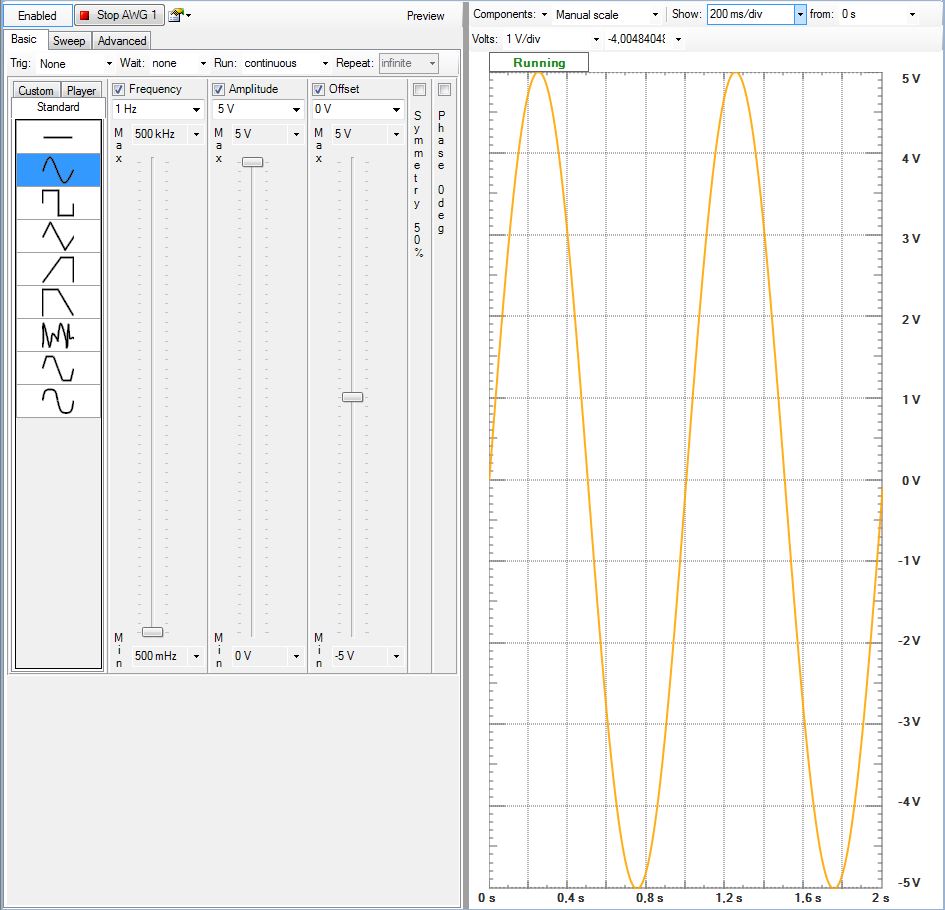 Enabled Stop AWG 1 Preview
Basic Sweep Advanced
Trig: None Wait: none Run: continuous Repeat: infinite
Custom Player
Standard
Frequency
1 Hz
Max 500 kHz
Min 500 mHz
Amplitude
5 V
Max 5 V
Min 0 V
Offset
0 V
Max 5 V
Min -5 V
Symmetry 50%
Phase 0deg
Components: Manual scale Show: 200 ms/div from: 0 s
Volts: 1 V/div -4,00484048
Running
5 V
4 V
3 V
2 V
1 V
0 V
-1 V
-2 V
-3 V
-4 V
-5 V
0 s 0,4 s 0,8 s 1,2 s 1,6 s 2 s